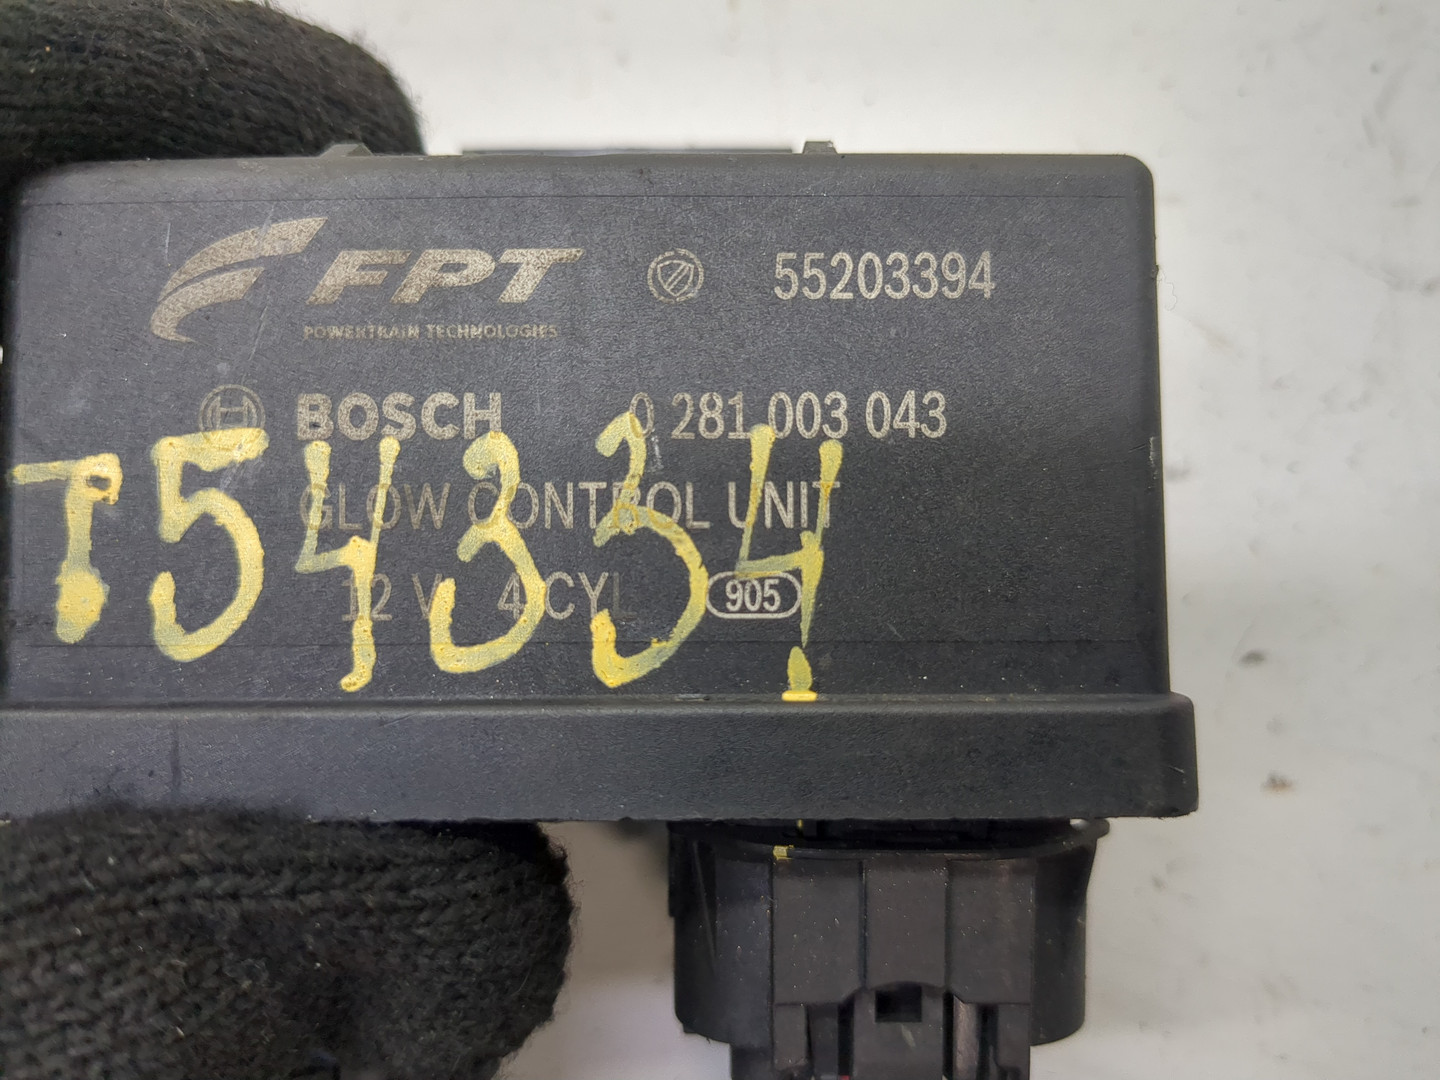 FPT 55203394
POWERTRAIN TECHNOLOGIES
BOSCH 0 281 003 043
T54334
GLOW CONTROL UNIT
12 V 4 CYL 905